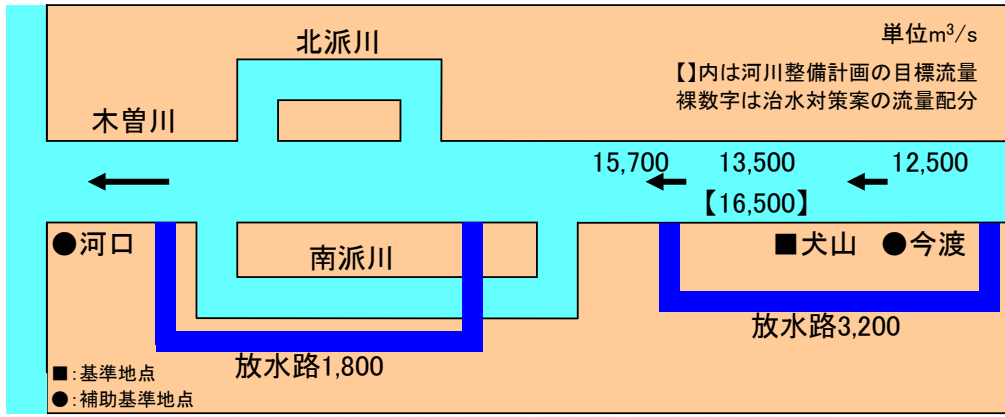 北派川
単位m³/s
【】内は河川整備計画の目標流量
裸数字は治水対策案の流量配分
木曽川
15,700
13,500
12,500
【16,500】
●河口
南派川
■犬山
●今渡
放水路3,200
放水路1,800
■:基準地点
●:補助基準地点